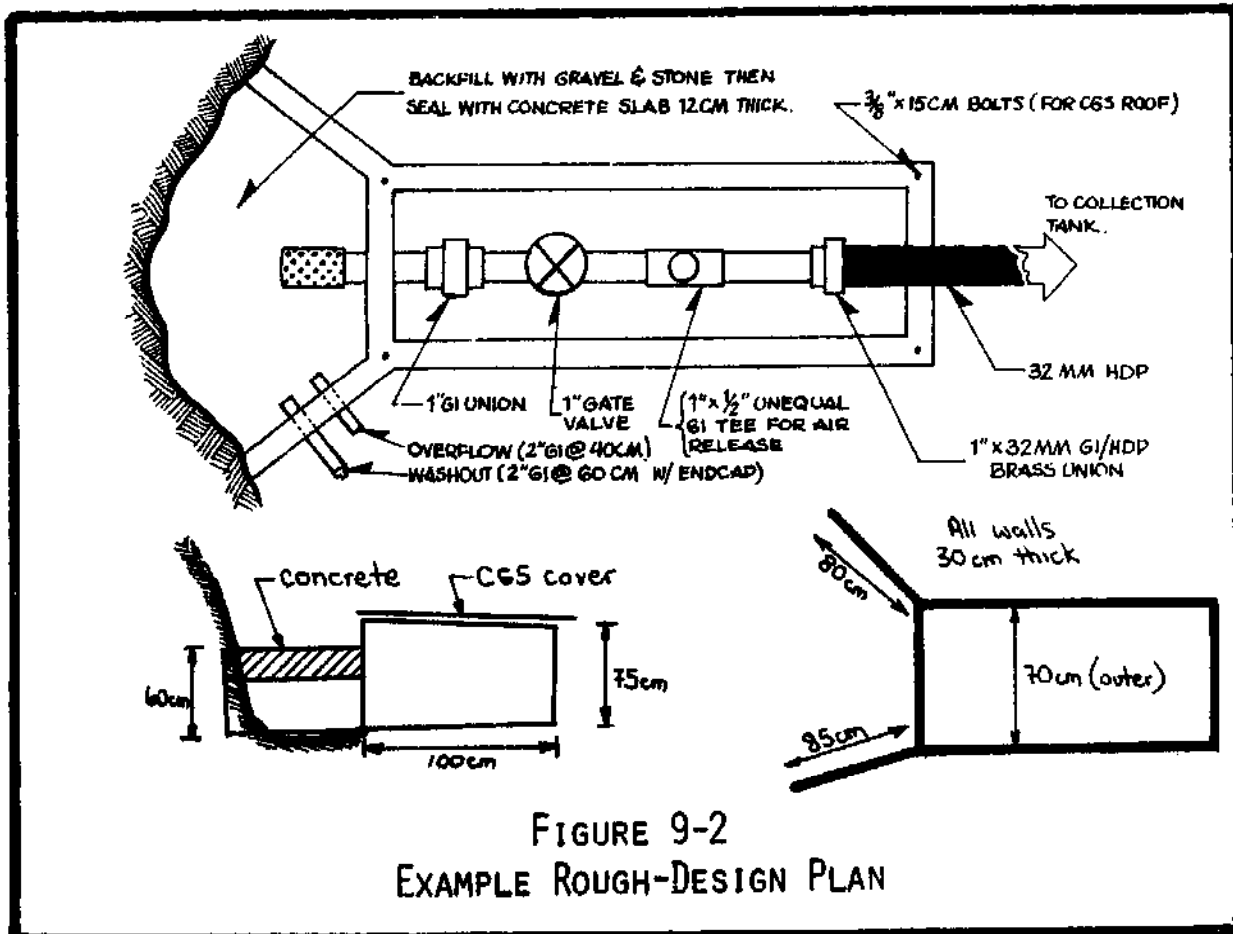 BACKFILL WITH GRAVEL & STONE THEN
SEAL WITH CONCRETE SLAB 12CM THICK.
3/8" x 15CM BOLTS (FOR CGS ROOF)
TO COLLECTION
TANK.
32 MM HDP
1" GI UNION
1" GATE
VALVE
1" x 1/2" UNEQUAL
GI TEE FOR AIR
RELEASE
1" x 32MM GI/HDP
BRASS UNION
OVERFLOW (2" GI @ 40CM)
WASHOUT (2" GI @ 60 CM W/ ENDCAP)
concrete
CGS cover
60cm
75cm
100cm
All walls
30cm thick
80cm
70cm (outer)
85cm
FIGURE 9-2
EXAMPLE ROUGH-DESIGN PLAN